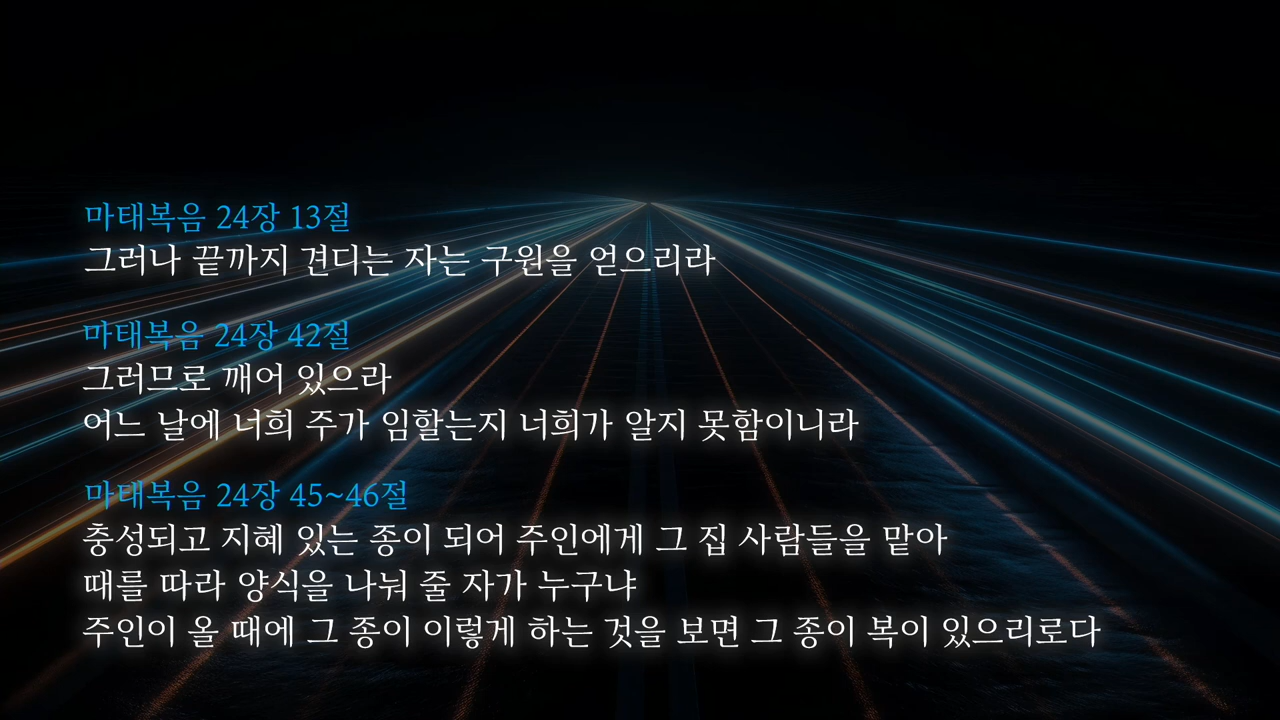 마태복음 24장 13절
그러나 끝까지 견디는 자는 구원을 얻으리라
마태복음 24장 42절
그러므로 깨어 있으라
어느 날에 너희 주가 임할는지 너희가 알지 못함이니라
마태복음 24장 45~46절
충성되고 지혜 있는 종이 되어 주인에게 그 집 사람들을 맡아
때를 따라 양식을 나눠 줄 자가 누구냐
주인이 올 때에 그 종이 이렇게 하는 것을 보면 그 종이 복이 있으리로다